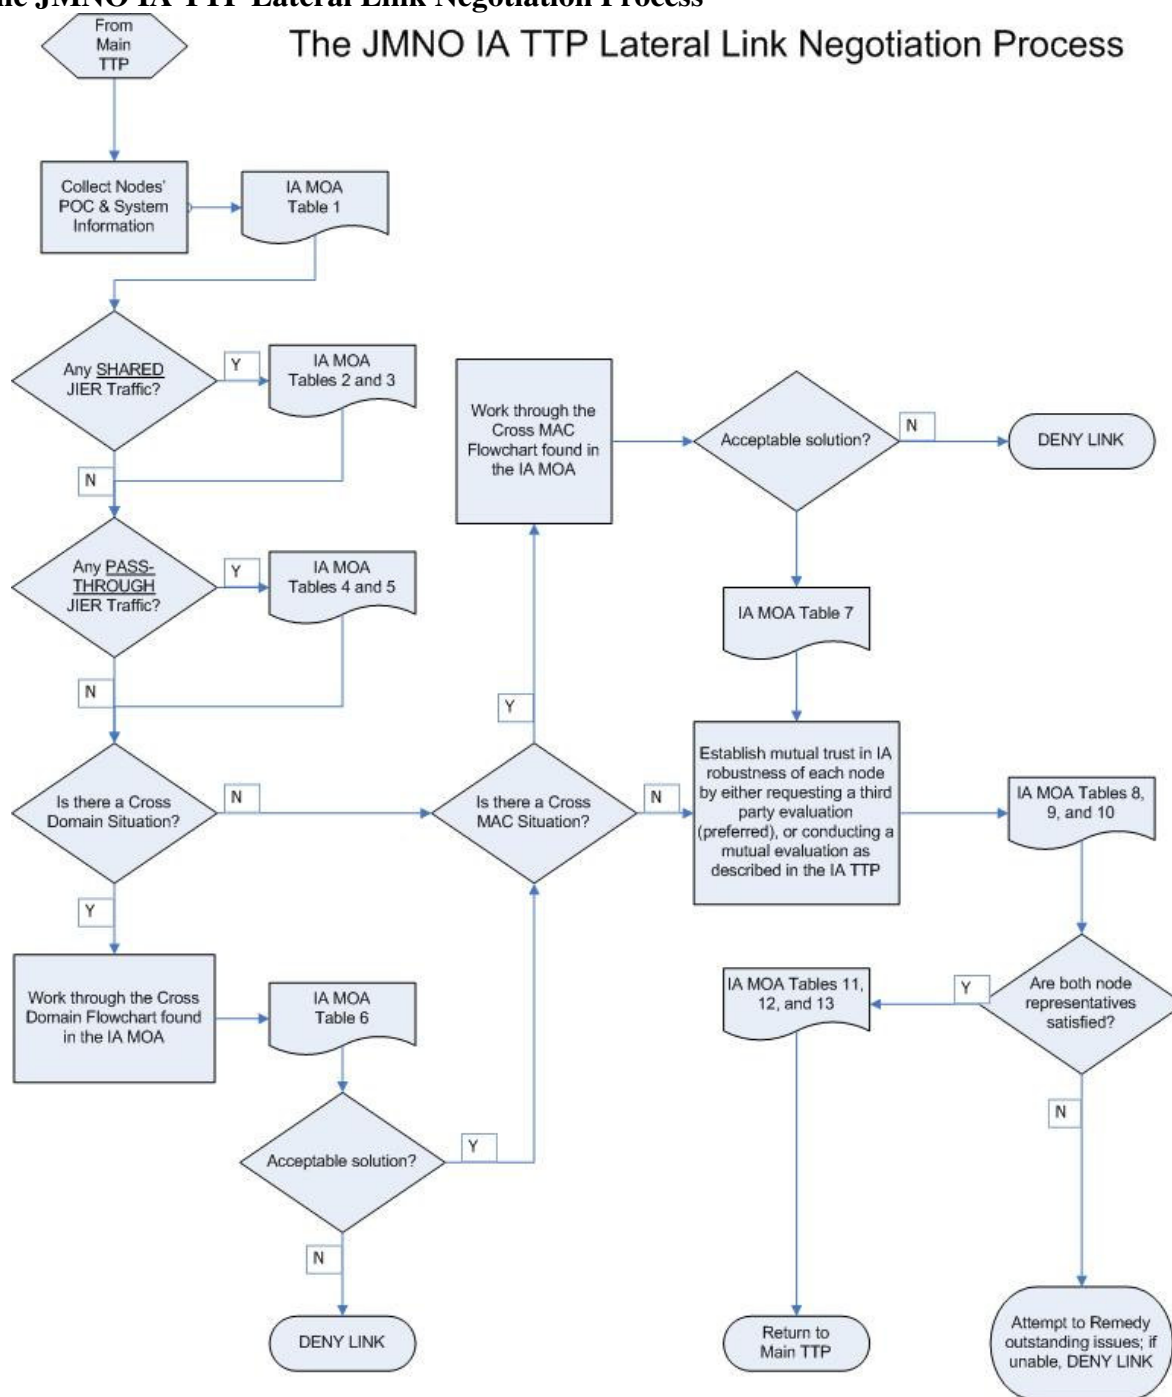 he JMNO IA TTP Lateral Link Negotiation Process
The JMNO IA TTP Lateral Link Negotiation Process
From
Main
TTP
Collect Nodes'
POC & System
Information
IA MOA
Table 1
Any SHARED
JIER Traffic?
Y
IA MOA
Tables 2 and 3
N
Any PASS-
THROUGH
JIER Traffic?
Y
IA MOA
Tables 4 and 5
N
Is there a Cross
Domain Situation?
N
Y
Work through the Cross
Domain Flowchart found
in the IA MOA
IA MOA
Table 6
Acceptable solution?
Y
N
DENY LINK
Is there a Cross
MAC Situation?
Y
N
Work through the
Cross MAC
Flowchart found in
the IA MOA
Acceptable solution?
N
DENY LINK
IA MOA Table 7
Establish mutual trust in IA
robustness of each node
by either requesting a third
party evaluation
(preferred), or conducting a
mutual evaluation as
described in the IA TTP
IA MOA Tables 8,
9, and 10
Are both node
representatives
satisfied?
Y
IA MOA Tables 11,
12, and 13
Return to
Main TTP
N
Attempt to Remedy
outstanding issues; if
unable, DENY LINK